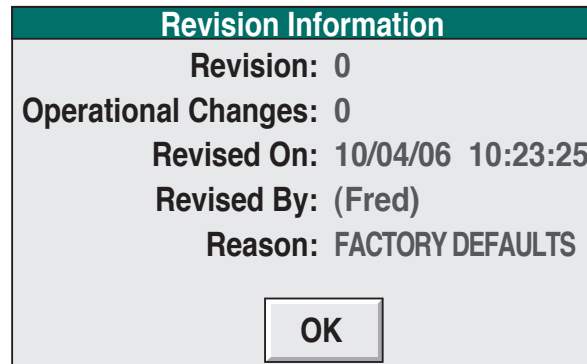 Revision Information
Revision: 0
Operational Changes: 0
Revised On: 10/04/06 10:23:25
Revised By: (Fred)
Reason: FACTORY DEFAULTS
OK